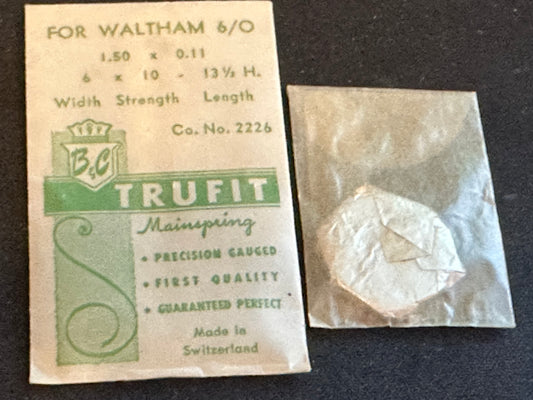 FOR WALTHAM 6/0
1.50 x 0.11
6 x 10 - 13½ H.
Width Strength Length
Co. No. 2226
B&C
TRUFIT
Mainspring
• PRECISION GAUGED
• FIRST QUALITY
• GUARANTEED PERFECT
Made in
Switzerland